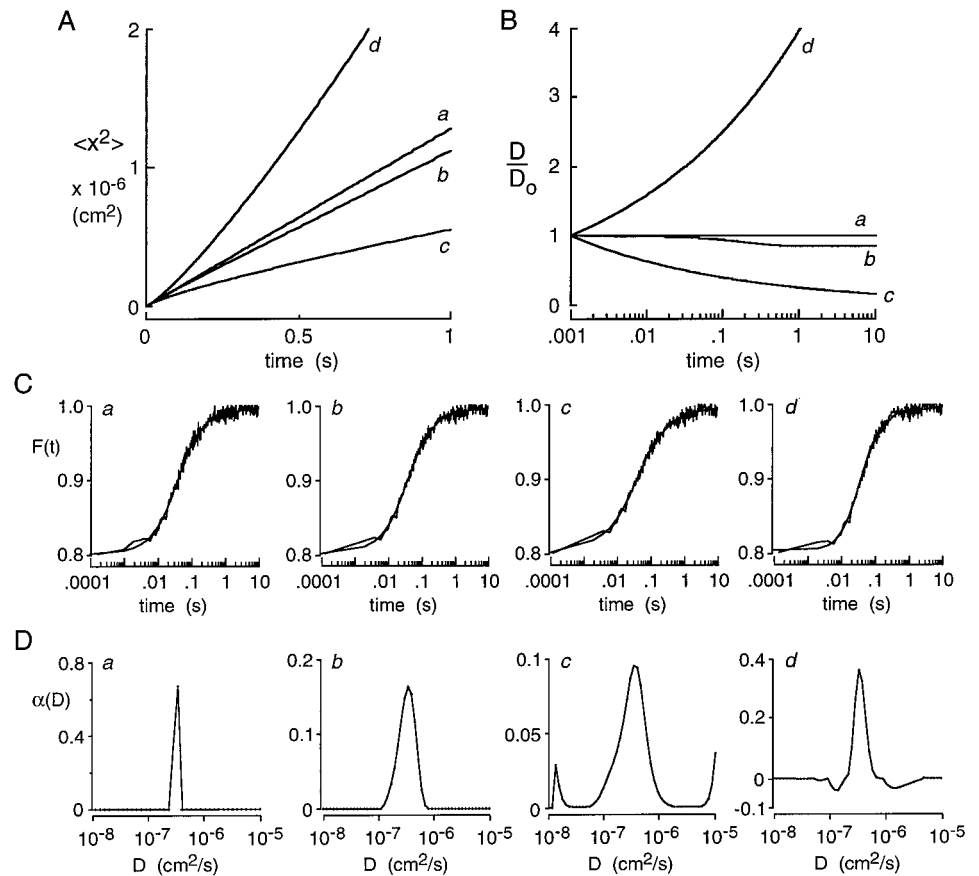 A
2
d
a
<x²>
1
b
x 10⁻⁶
(cm²)
c
0
0 0.5 1
time (s)
B
4
d
3
D
Dₒ
2
a
1
b
c
0
.001 .01 .1 1 10
time (s)
C
a
1.0
F(t)
0.9
0.8
.0001 .01 .1 1 10
time (s)
b
1.0
0.9
0.8
.0001 .01 .1 1 10
time (s)
c
1.0
0.9
0.8
.0001 .01 .1 1 10
time (s)
d
1.0
0.9
0.8
.0001 .01 .1 1 10
time (s)
D
a
0.8
α(D)
0.4
0
10⁻⁸ 10⁻⁷ 10⁻⁶ 10⁻⁵
D (cm²/s)
b
0.2
0.1
0
10⁻⁸ 10⁻⁷ 10⁻⁶ 10⁻⁵
D (cm²/s)
c
0.1
0.05
0
10⁻⁸ 10⁻⁷ 10⁻⁶ 10⁻⁵
D (cm²/s)
d
0.4
0.2
0
-0.1
10⁻⁸ 10⁻⁷ 10⁻⁶ 10⁻⁵
D (cm²/s)